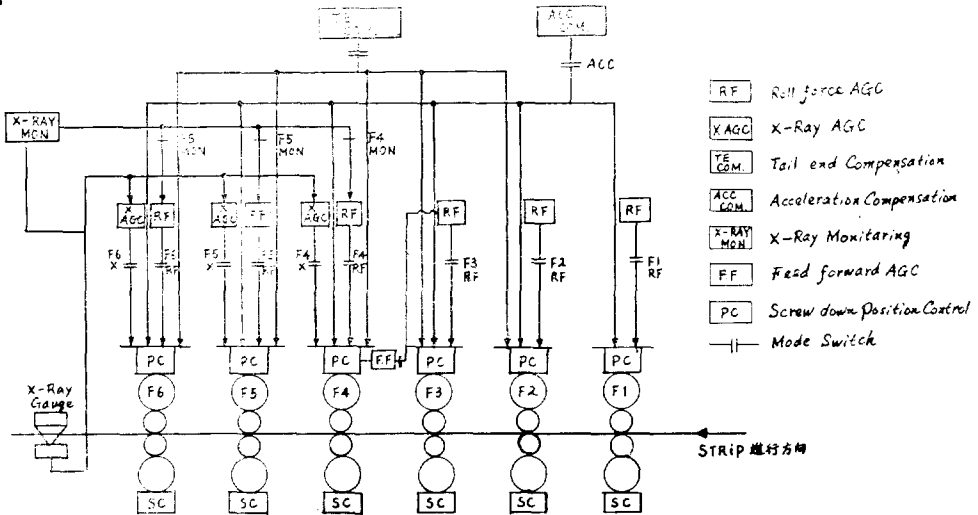 TE
COM.
ACC
COM.
ACC
X-RAY
MON
F5
MON
F4
MON
X
AGC
RF
X
AGC
X
AGC
RF
RF
RF
RF
F6
X
F5
X
F4
X
F4
RF
F3
RF
F2
RF
F1
RF
PC
PC
PC
FF
PC
PC
PC
X-Ray
Gauge
F6
F5
F4
F3
F2
F1
STRiP 進行方向
SC
SC
SC
SC
SC
SC
RF
Roll force AGC
X AGC
X-Ray AGC
TE
COM.
Tail end Compensation
ACC
COM.
Acceleration Compensation
X-RAY
MON
X-Ray Monitaring
FF
Feed forward AGC
PC
Screw down Position Control
Mode Switch